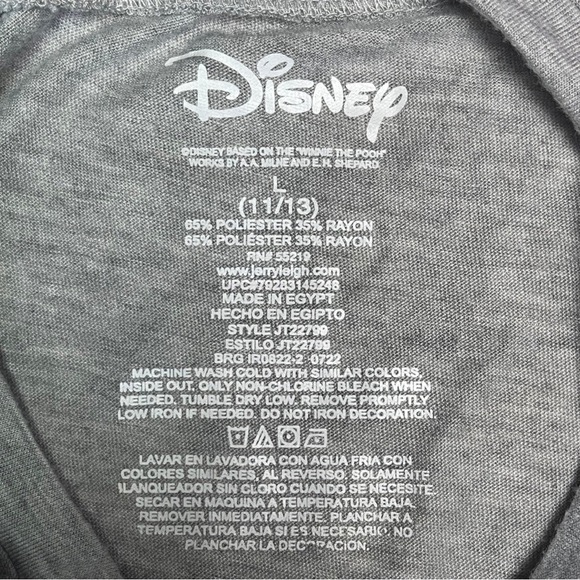 Disney
©DISNEY BASED ON THE "WINNIE THE POOH"
WORKS BY A.A. MILNE AND E.H. SHEPARD
L
(11/13)
65% POLIESTER 35% RAYON
65% POLIÉSTER 35% RAYON
RN# 55219
www.jerryleigh.com
UPC#79283145248
MADE IN EGYPT
HECHO EN EGIPTO
STYLE JT22799
ESTILO JT22799
BRG IR0822-2 0722
MACHINE WASH COLD WITH SIMILAR COLORS,
INSIDE OUT. ONLY NON-CHLORINE BLEACH WHEN
NEEDED. TUMBLE DRY LOW. REMOVE PROMPTLY
LOW IRON IF NEEDED. DO NOT IRON DECORATION.
LAVAR EN LAVADORA CON AGUA FRIA CON
COLORES SIMILARES, AL REVERSO. SOLAMENTE
BLANQUEADOR SIN CLORO CUANDO SE NECESITE
SECAR EN MAQUINA A TEMPERATURA BAJA,
REMOVER INMEDIATAMENTE. PLANCHAR A
TEMPERATURA BAJA SI ES NECESARIO. NO
PLANCHAR LA DECORACION.